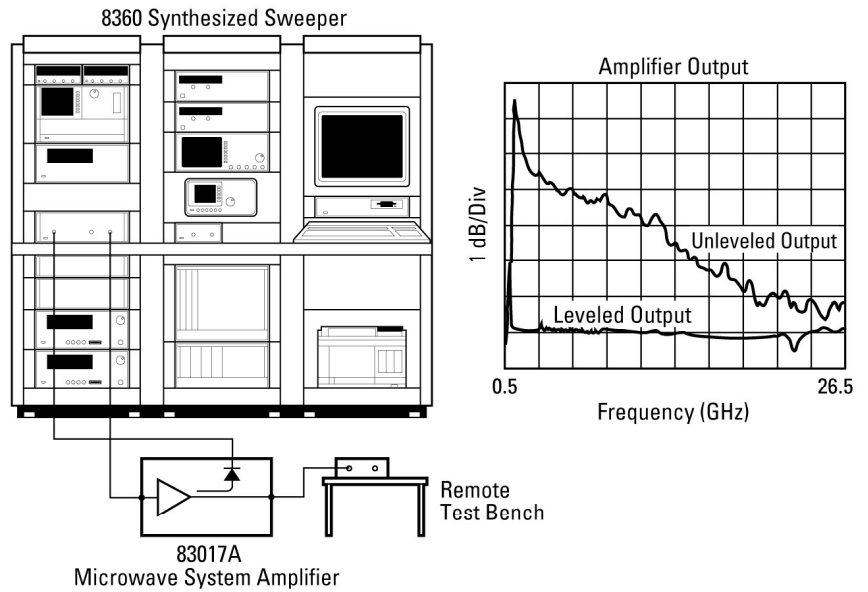 8360 Synthesized Sweeper
Amplifier Output
1 dB/Div
Unleveled Output
Leveled Output
0.5
26.5
Frequency (GHz)
Remote
Test Bench
83017A
Microwave System Amplifier